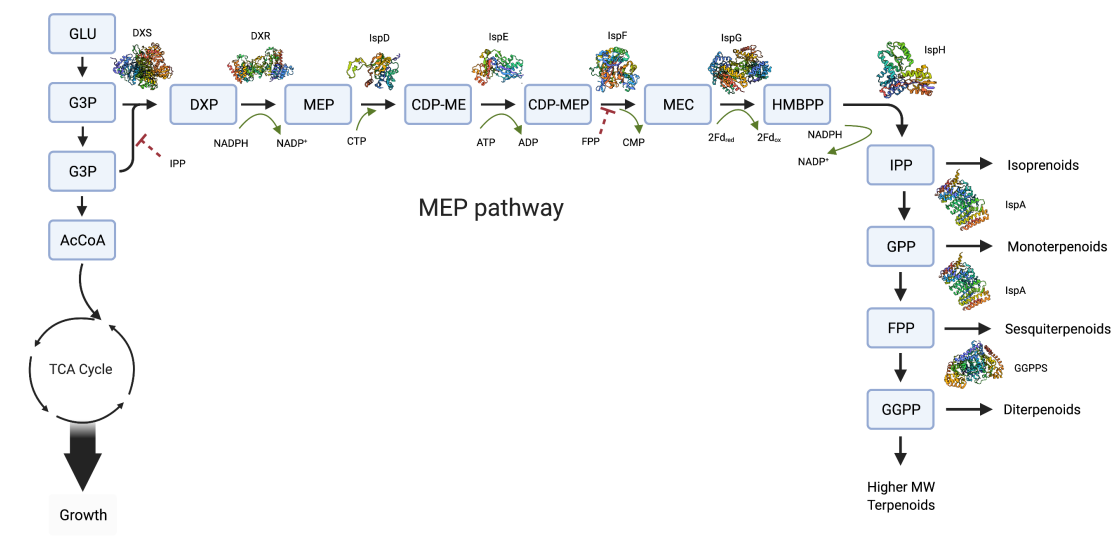 GLU
DXS
DXR
IspD
IspE
IspF
IspG
IspH
G3P
DXP
MEP
CDP-ME
CDP-MEP
MEC
HMBPP
NADPH
NADP+
CTP
ATP
ADP
FPP
CMP
2Fdred
2Fdox
NADPH
NADP+
IPP
G3P
IPP
Isoprenoids
MEP pathway
IspA
AcCoA
GPP
Monoterpenoids
IspA
FPP
Sesquiterpenoids
TCA Cycle
GGPPS
GGPP
Diterpenoids
Higher MW
Terpenoids
Growth